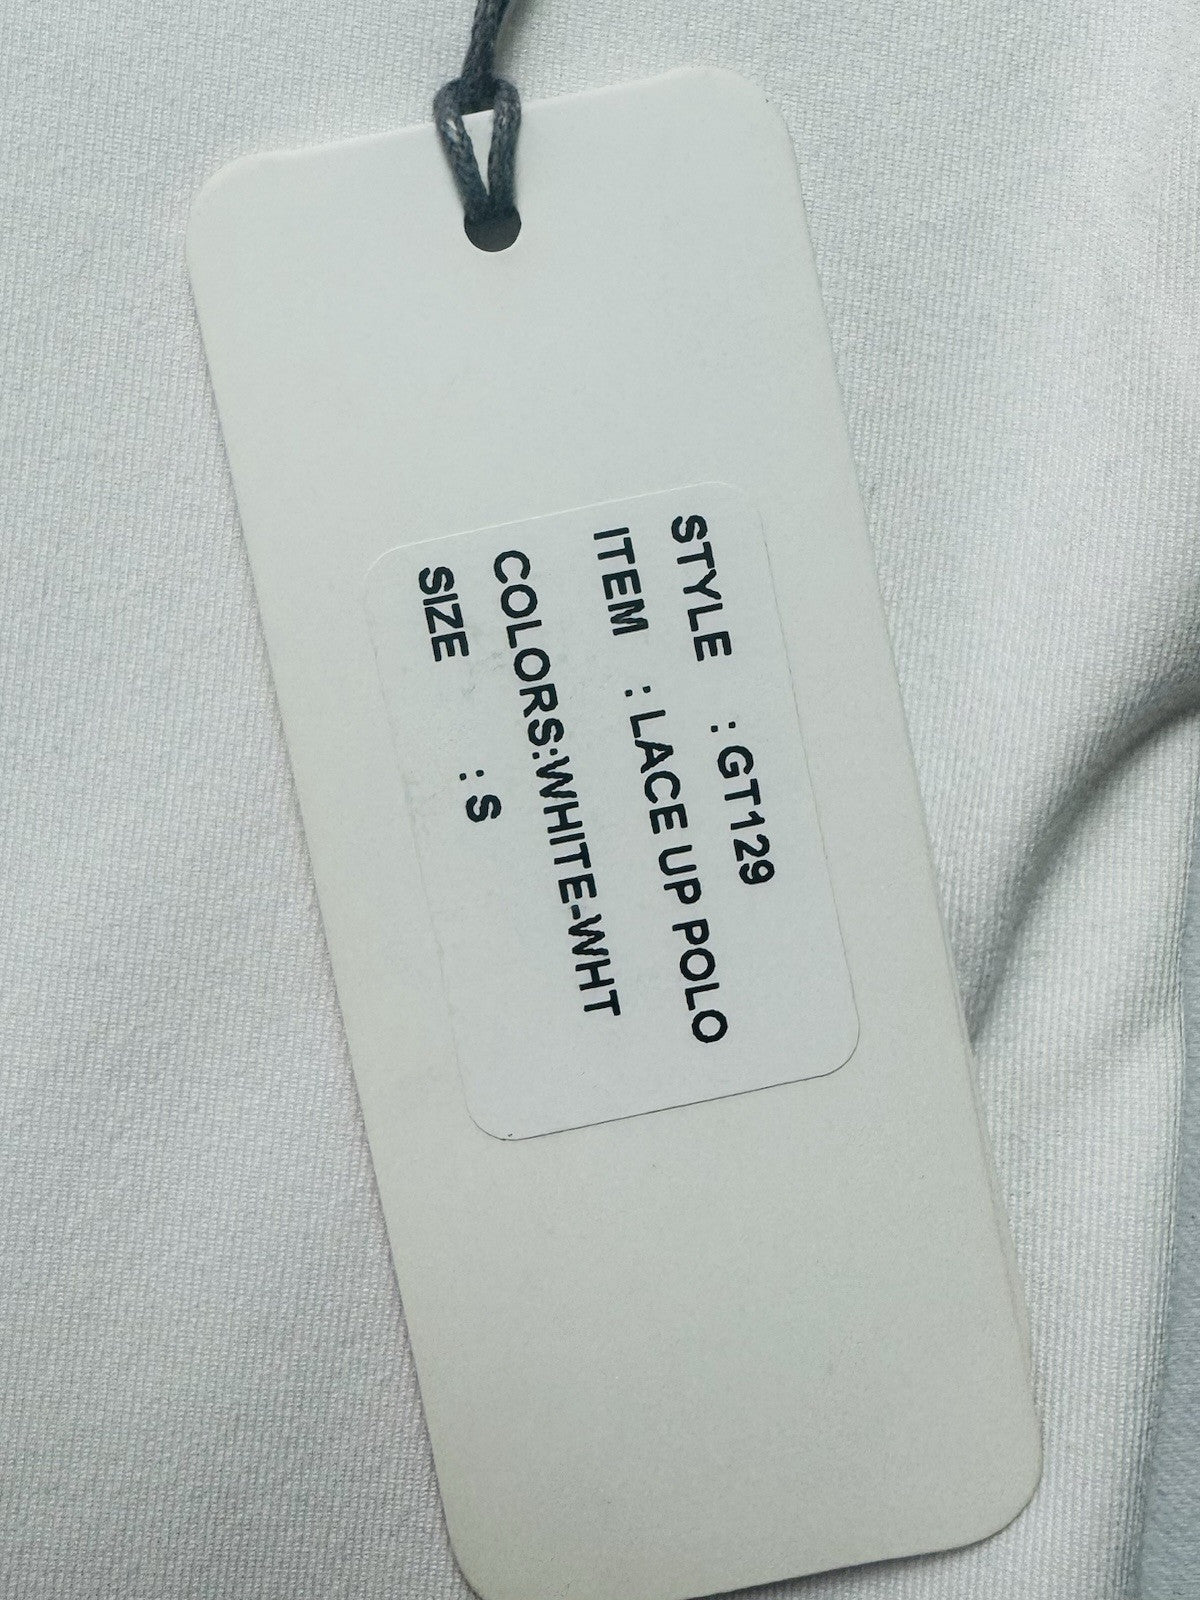 STYLE : GT129
ITEM : LACE UP POLO
COLORS:WHITE-WHT
SIZE : S